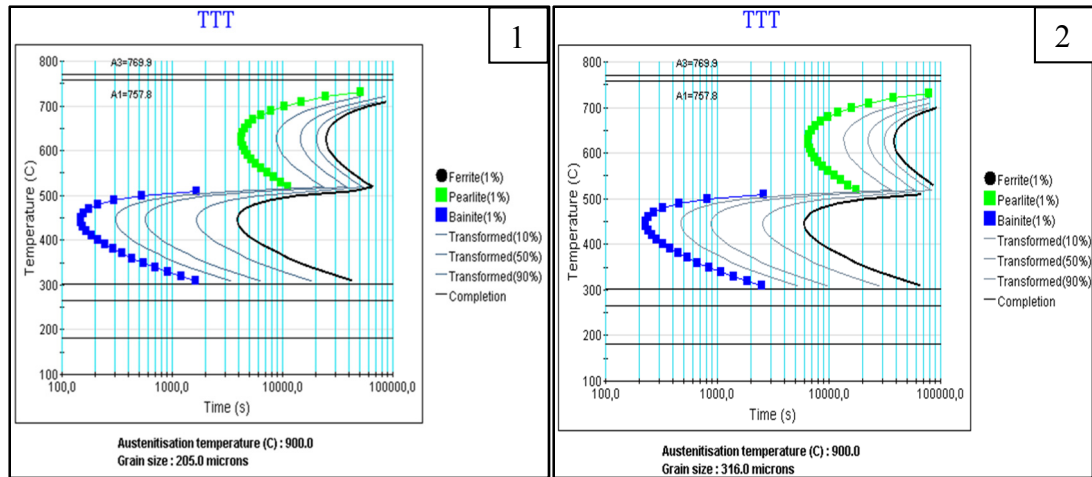 TTT
1
800
700
600
500
400
300
200
100
A3=769.9
A1=757.8
Temperature (C)
100,0 1000,0 10000,0 100000,0
Time (s)
Ferrite(1%)
Pearlite(1%)
Bainite(1%)
Transformed(10%)
Transformed(50%)
Transformed(90%)
Completion
Austenitisation temperature (C) : 900.0
Grain size : 205.0 microns
TTT
2
800
700
600
500
400
300
200
100
A3=769.9
A1=757.8
Temperature (C)
100,0 1000,0 10000,0 100000,0
Time (s)
Ferrite(1%)
Pearlite(1%)
Bainite(1%)
Transformed(10%)
Transformed(50%)
Transformed(90%)
Completion
Austenitisation temperature (C) : 900.0
Grain size : 316.0 microns